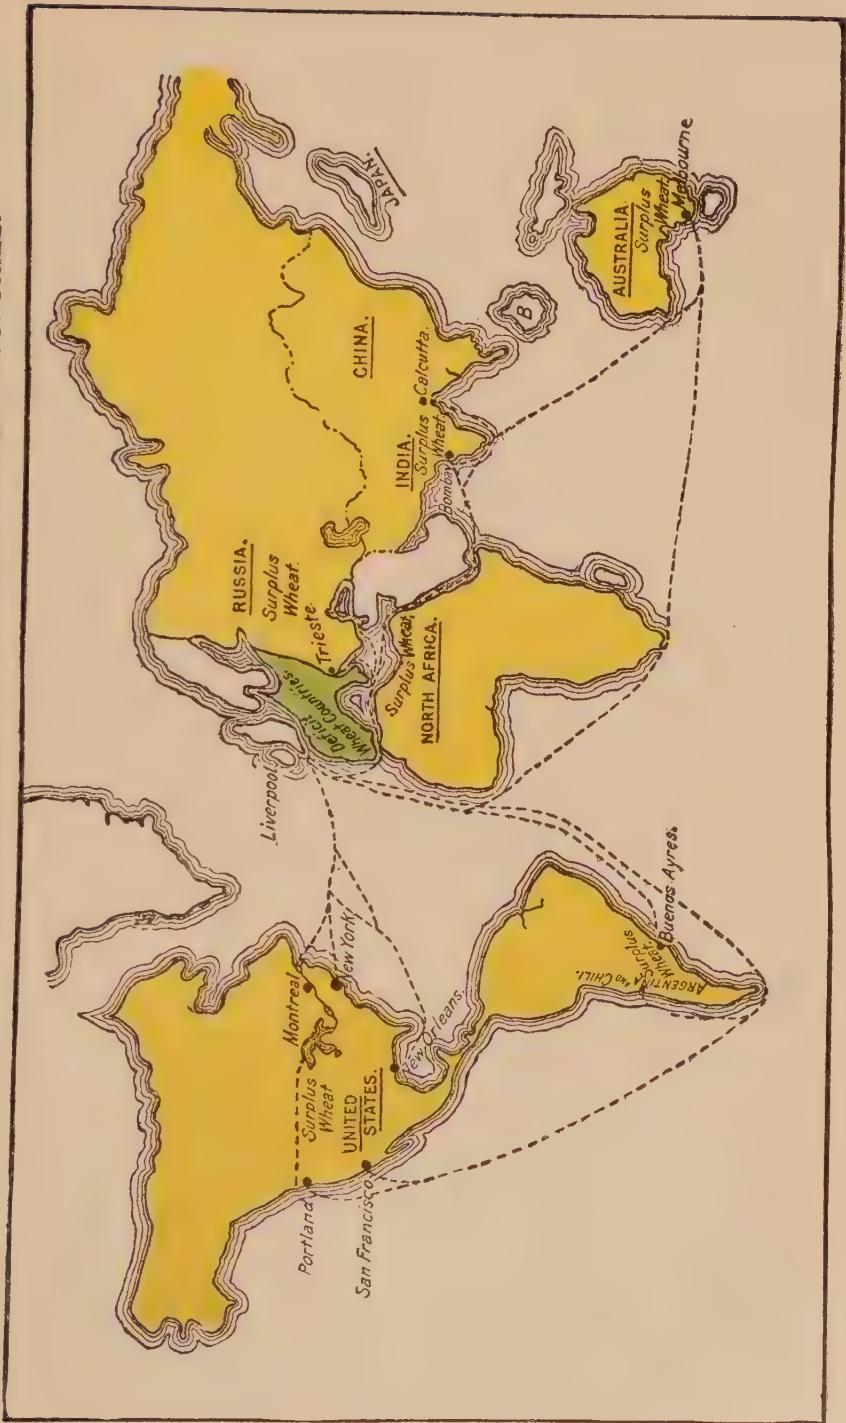 JAPAN.
RUSSIA.
Surplus
Wheat.
CHINA.
Trieste.
INDIA.
Surplus
Wheat.
Calcutta.
Bombay
B
AUSTRALIA.
Surplus
Wheat.
Melbourne
Deficit
Wheat Countries.
Liverpool
Surplus Wheat,
NORTH AFRICA.
Montreal
New York
Surplus
Wheat
UNITED
STATES.
New Orleans.
Portland
San Francisco
ARGENTINA AND CHILI.
Surplus
Wheat.
Buenos Ayres.